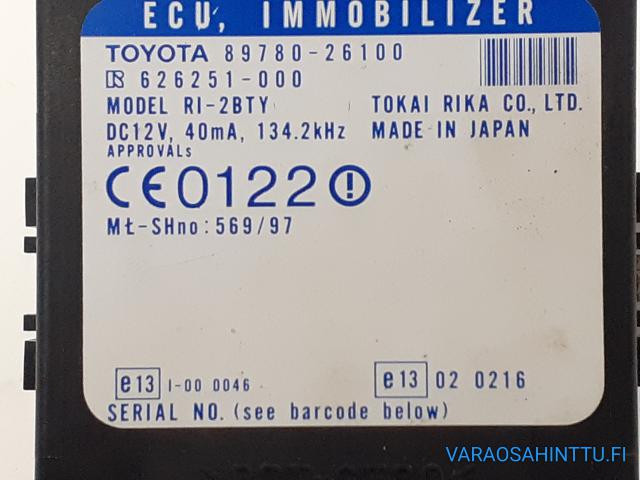 ECU, IMMOBILIZER
TOYOTA 89780-26100
626251-000
MODEL RI-2BTY TOKAI RIKA CO., LTD.
DC12V, 40mA, 134.2kHz MADE IN JAPAN
APPROVALs
CE0122
MŁ-SHno:569/97
e13 I-00 0046 e13 02 0216
SERIAL NO. (see barcode below)
VARAOSAHINTTU.FI